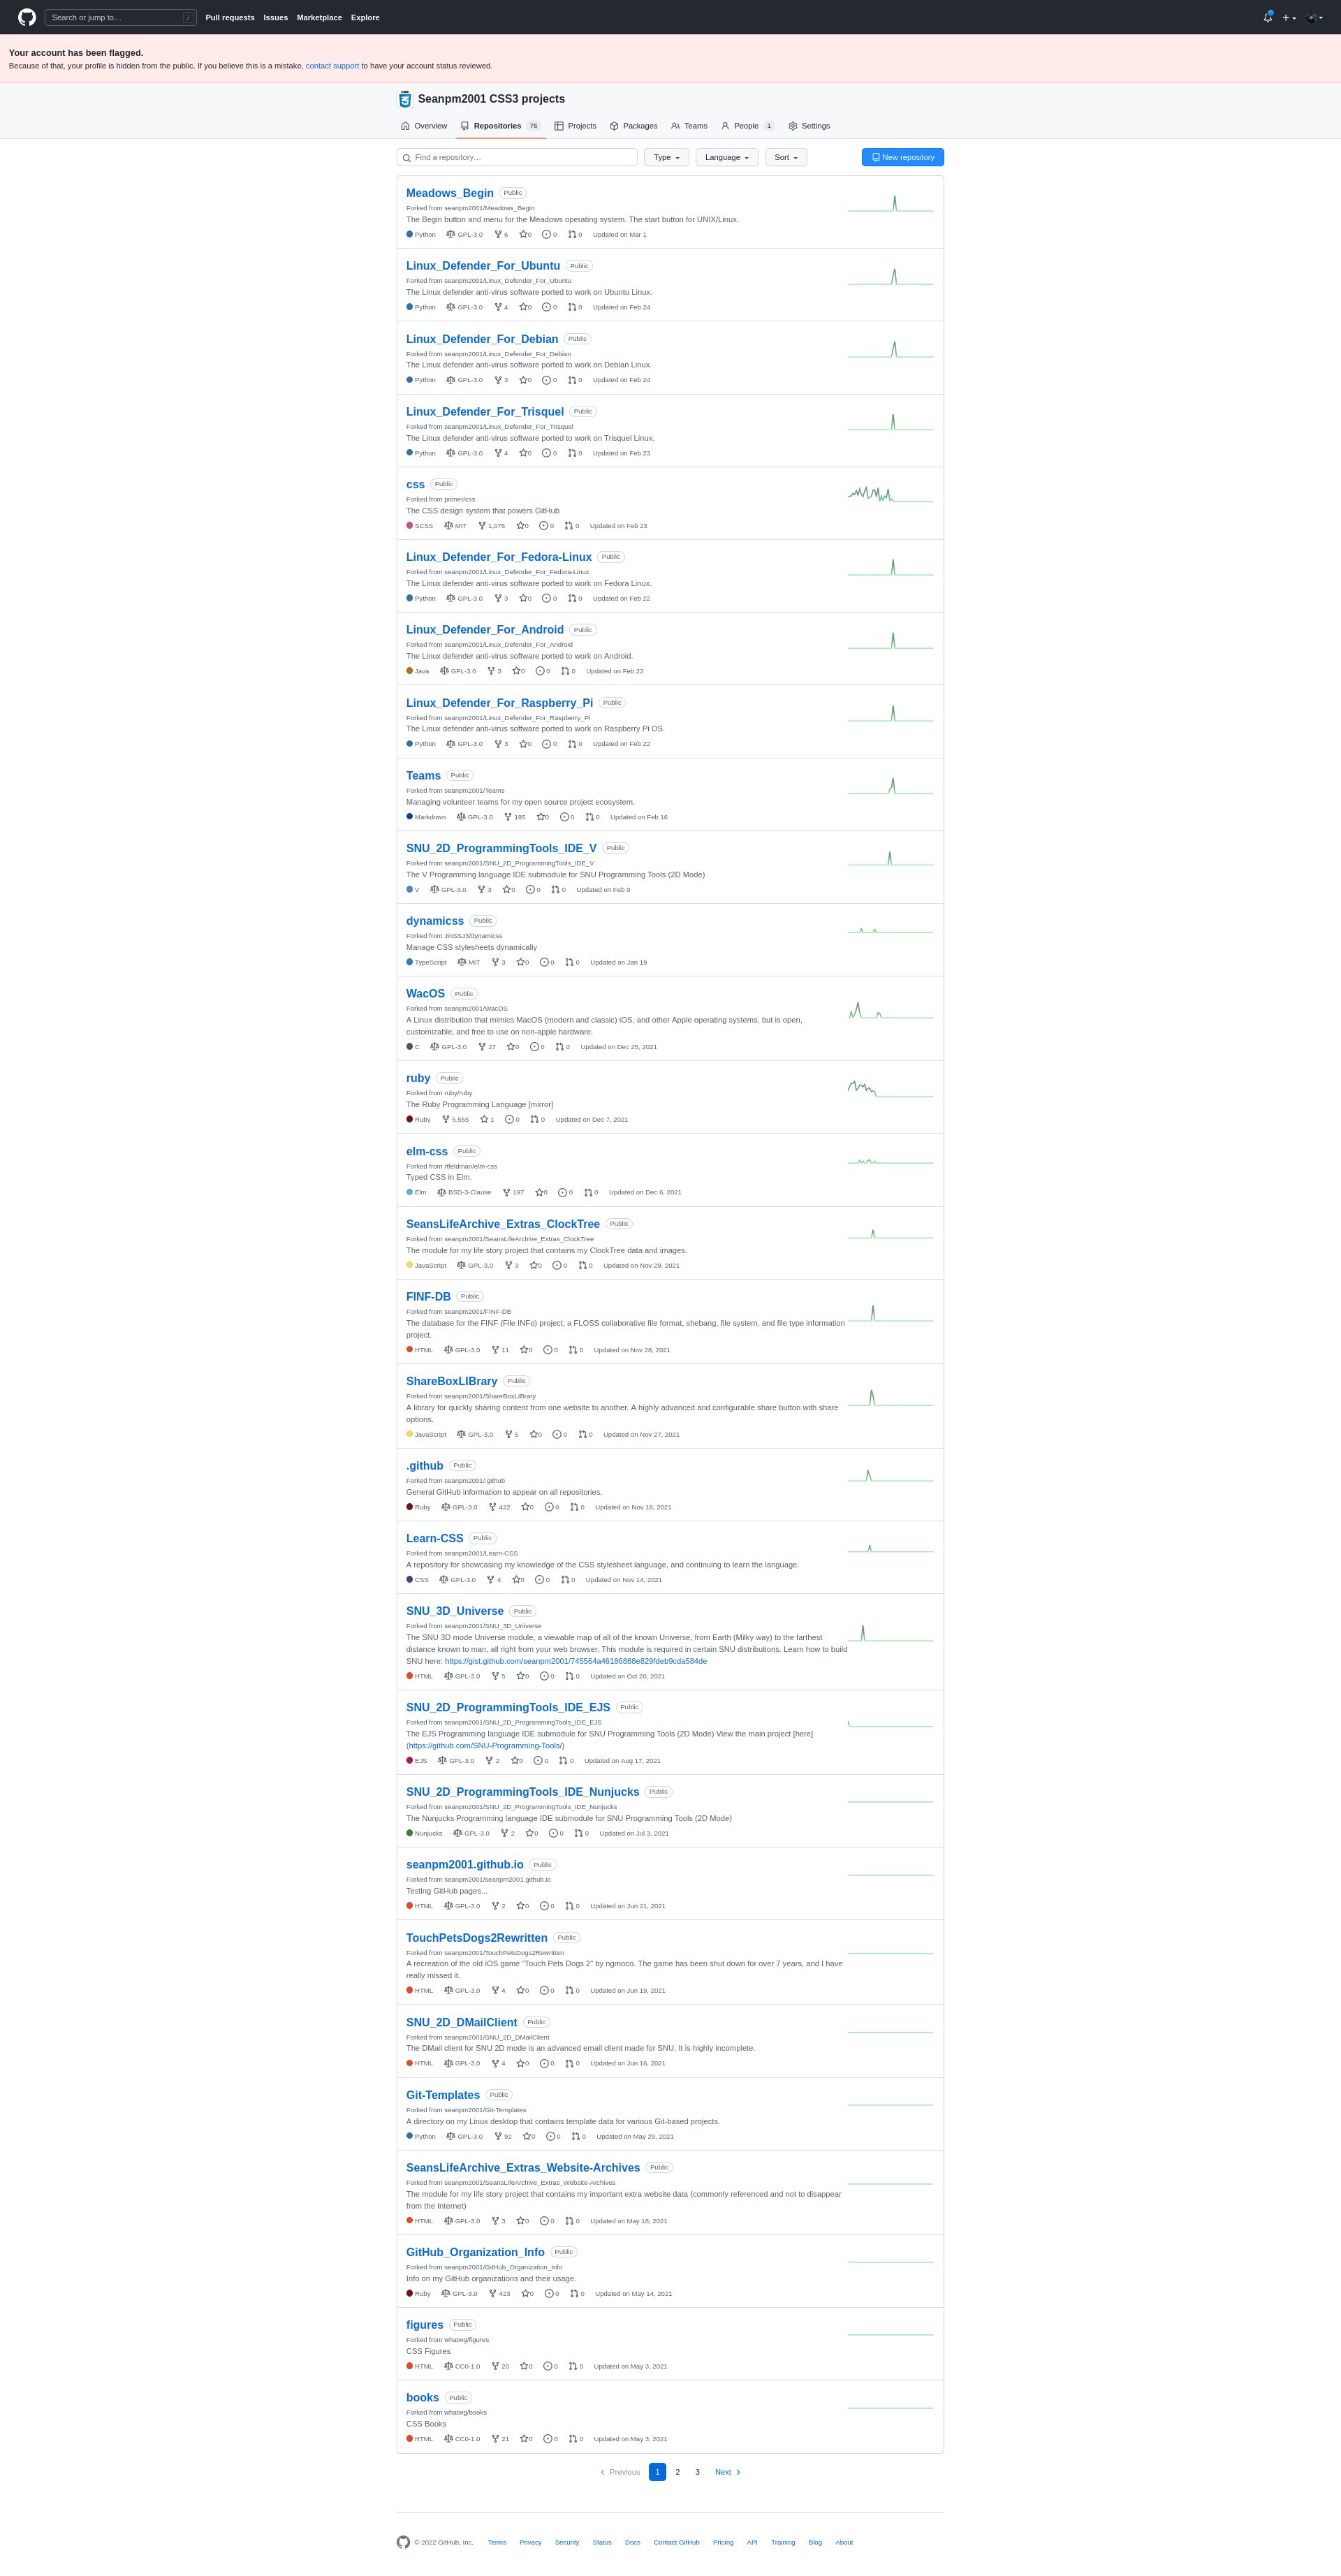 Search or jump to… /
Pull requests Issues Marketplace Explore
Your account has been flagged.
Because of that, your profile is hidden from the public. If you believe this is a mistake, contact support to have your account status reviewed.
Seanpm2001 CSS3 projects
Overview Repositories 76 Projects Packages Teams People 1 Settings
Find a repository… Type Language Sort New repository
Meadows_Begin Public
Forked from seanpm2001/Meadows_Begin
The Begin button and menu for the Meadows operating system. The start button for UNIX/Linux.
Python GPL-3.0 6 0 0 0 Updated on Mar 1
Linux_Defender_For_Ubuntu Public
Forked from seanpm2001/Linux_Defender_For_Ubuntu
The Linux defender anti-virus software ported to work on Ubuntu Linux.
Python GPL-3.0 4 0 0 0 Updated on Feb 24
Linux_Defender_For_Debian Public
Forked from seanpm2001/Linux_Defender_For_Debian
The Linux defender anti-virus software ported to work on Debian Linux.
Python GPL-3.0 3 0 0 0 Updated on Feb 24
Linux_Defender_For_Trisquel Public
Forked from seanpm2001/Linux_Defender_For_Trisquel
The Linux defender anti-virus software ported to work on Trisquel Linux.
Python GPL-3.0 4 0 0 0 Updated on Feb 23
css Public
Forked from primer/css
The CSS design system that powers GitHub
SCSS MIT 1,076 0 0 0 Updated on Feb 23
Linux_Defender_For_Fedora-Linux Public
Forked from seanpm2001/Linux_Defender_For_Fedora-Linux
The Linux defender anti-virus software ported to work on Fedora Linux.
Python GPL-3.0 3 0 0 0 Updated on Feb 22
Linux_Defender_For_Android Public
Forked from seanpm2001/Linux_Defender_For_Android
The Linux defender anti-virus software ported to work on Android.
Java GPL-3.0 3 0 0 0 Updated on Feb 22
Linux_Defender_For_Raspberry_Pi Public
Forked from seanpm2001/Linux_Defender_For_Raspberry_Pi
The Linux defender anti-virus software ported to work on Raspberry Pi OS.
Python GPL-3.0 3 0 0 0 Updated on Feb 22
Teams Public
Forked from seanpm2001/Teams
Managing volunteer teams for my open source project ecosystem.
Markdown GPL-3.0 195 0 0 0 Updated on Feb 16
SNU_2D_ProgrammingTools_IDE_V Public
Forked from seanpm2001/SNU_2D_ProgrammingTools_IDE_V
The V Programming language IDE submodule for SNU Programming Tools (2D Mode)
V GPL-3.0 3 0 0 0 Updated on Feb 9
dynamicss Public
Forked from JinSSJ3/dynamicss
Manage CSS stylesheets dynamically
TypeScript MIT 3 0 0 0 Updated on Jan 19
WacOS Public
Forked from seanpm2001/WacOS
A Linux distribution that mimics MacOS (modern and classic) iOS, and other Apple operating systems, but is open,
customizable, and free to use on non-apple hardware.
C GPL-3.0 27 0 0 0 Updated on Dec 25, 2021
ruby Public
Forked from ruby/ruby
The Ruby Programming Language [mirror]
Ruby 5,555 1 0 0 Updated on Dec 7, 2021
elm-css Public
Forked from rtfeldman/elm-css
Typed CSS in Elm.
Elm BSD-3-Clause 197 0 0 0 Updated on Dec 6, 2021
SeansLifeArchive_Extras_ClockTree Public
Forked from seanpm2001/SeansLifeArchive_Extras_ClockTree
The module for my life story project that contains my ClockTree data and images.
JavaScript GPL-3.0 3 0 0 0 Updated on Nov 29, 2021
FINF-DB Public
Forked from seanpm2001/FINF-DB
The database for the FINF (File INFo) project, a FLOSS collaborative file format, shebang, file system, and file type information
project.
HTML GPL-3.0 11 0 0 0 Updated on Nov 28, 2021
ShareBoxLIBrary Public
Forked from seanpm2001/ShareBoxLIBrary
A library for quickly sharing content from one website to another. A highly advanced and configurable share button with share
options.
JavaScript GPL-3.0 5 0 0 0 Updated on Nov 27, 2021
.github Public
Forked from seanpm2001/.github
General GitHub information to appear on all repositories.
Ruby GPL-3.0 422 0 0 0 Updated on Nov 16, 2021
Learn-CSS Public
Forked from seanpm2001/Learn-CSS
A repository for showcasing my knowledge of the CSS stylesheet language, and continuing to learn the language.
CSS GPL-3.0 4 0 0 0 Updated on Nov 14, 2021
SNU_3D_Universe Public
Forked from seanpm2001/SNU_3D_Universe
The SNU 3D mode Universe module, a viewable map of all of the known Universe, from Earth (Milky way) to the farthest
distance known to man, all right from your web browser. This module is required in certain SNU distributions. Learn how to build
SNU here: https://gist.github.com/seanpm2001/745564a46186888e829fdeb9cda584de
HTML GPL-3.0 5 0 0 0 Updated on Oct 20, 2021
SNU_2D_ProgrammingTools_IDE_EJS Public
Forked from seanpm2001/SNU_2D_ProgrammingTools_IDE_EJS
The EJS Programming language IDE submodule for SNU Programming Tools (2D Mode) View the main project [here]
(https://github.com/SNU-Programming-Tools/)
EJS GPL-3.0 2 0 0 0 Updated on Aug 17, 2021
SNU_2D_ProgrammingTools_IDE_Nunjucks Public
Forked from seanpm2001/SNU_2D_ProgrammingTools_IDE_Nunjucks
The Nunjucks Programming language IDE submodule for SNU Programming Tools (2D Mode)
Nunjucks GPL-3.0 2 0 0 0 Updated on Jul 3, 2021
seanpm2001.github.io Public
Forked from seanpm2001/seanpm2001.github.io
Testing GitHub pages...
HTML GPL-3.0 2 0 0 0 Updated on Jun 21, 2021
TouchPetsDogs2Rewritten Public
Forked from seanpm2001/TouchPetsDogs2Rewritten
A recreation of the old iOS game "Touch Pets Dogs 2" by ngmoco. The game has been shut down for over 7 years, and I have
really missed it.
HTML GPL-3.0 4 0 0 0 Updated on Jun 19, 2021
SNU_2D_DMailClient Public
Forked from seanpm2001/SNU_2D_DMailClient
The DMail client for SNU 2D mode is an advanced email client made for SNU. It is highly incomplete.
HTML GPL-3.0 4 0 0 0 Updated on Jun 16, 2021
Git-Templates Public
Forked from seanpm2001/Git-Templates
A directory on my Linux desktop that contains template data for various Git-based projects.
Python GPL-3.0 92 0 0 0 Updated on May 29, 2021
SeansLifeArchive_Extras_Website-Archives Public
Forked from seanpm2001/SeansLifeArchive_Extras_Website-Archives
The module for my life story project that contains my important extra website data (commonly referenced and not to disappear
from the Internet)
HTML GPL-3.0 3 0 0 0 Updated on May 18, 2021
GitHub_Organization_Info Public
Forked from seanpm2001/GitHub_Organization_Info
Info on my GitHub organizations and their usage.
Ruby GPL-3.0 423 0 0 0 Updated on May 14, 2021
figures Public
Forked from whatwg/figures
CSS Figures
HTML CC0-1.0 20 0 0 0 Updated on May 3, 2021
books Public
Forked from whatwg/books
CSS Books
HTML CC0-1.0 21 0 0 0 Updated on May 3, 2021
Previous 1 2 3 Next
© 2022 GitHub, Inc. Terms Privacy Security Status Docs Contact GitHub Pricing API Training Blog About